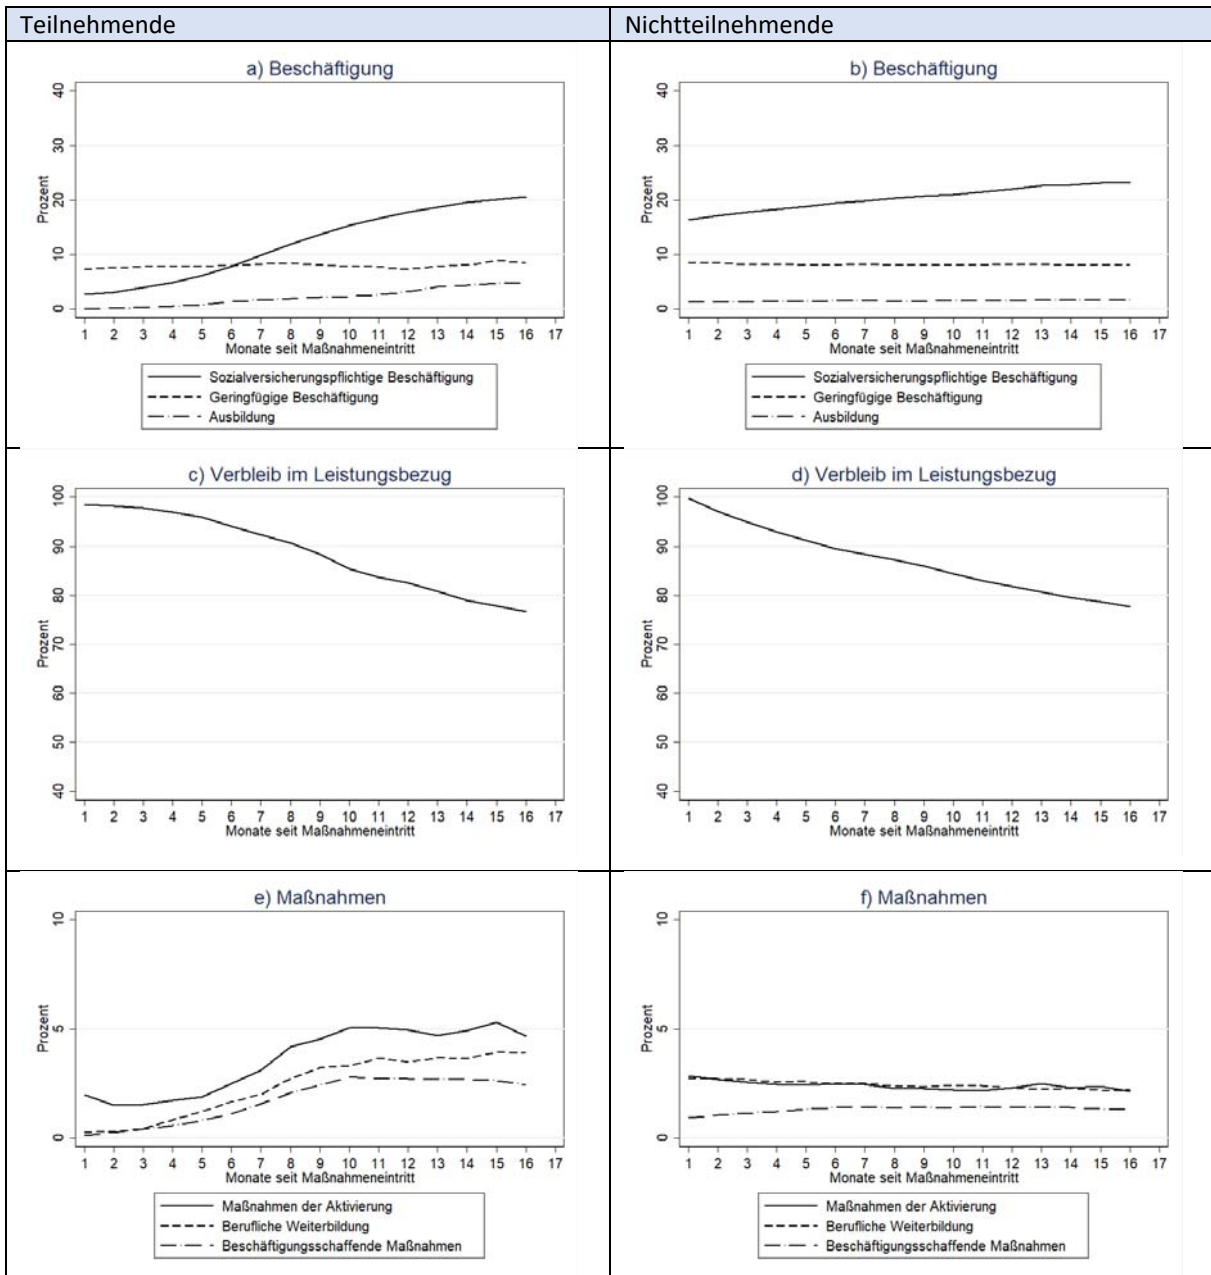 Teilnehmende
Nichtteilnehmende
a) Beschäftigung
Prozent
40
30
20
10
0
1 2 3 4 5 6 7 8 9 10 11 12 13 14 15 16 17
Monate seit Maßnahmeneintritt
Sozialversicherungspflichtige Beschäftigung
Geringfügige Beschäftigung
Ausbildung
b) Beschäftigung
Prozent
40
30
20
10
0
1 2 3 4 5 6 7 8 9 10 11 12 13 14 15 16 17
Monate seit Maßnahmeneintritt
Sozialversicherungspflichtige Beschäftigung
Geringfügige Beschäftigung
Ausbildung
c) Verbleib im Leistungsbezug
Prozent
100
90
80
70
60
50
40
1 2 3 4 5 6 7 8 9 10 11 12 13 14 15 16 17
Monate seit Maßnahmeneintritt
d) Verbleib im Leistungsbezug
Prozent
100
90
80
70
60
50
40
1 2 3 4 5 6 7 8 9 10 11 12 13 14 15 16 17
Monate seit Maßnahmeneintritt
e) Maßnahmen
Prozent
10
5
0
1 2 3 4 5 6 7 8 9 10 11 12 13 14 15 16 17
Monate seit Maßnahmeneintritt
Maßnahmen der Aktivierung
Berufliche Weiterbildung
Beschäftigungsschaffende Maßnahmen
f) Maßnahmen
Prozent
10
5
0
1 2 3 4 5 6 7 8 9 10 11 12 13 14 15 16 17
Monate seit Maßnahmeneintritt
Maßnahmen der Aktivierung
Berufliche Weiterbildung
Beschäftigungsschaffende Maßnahmen